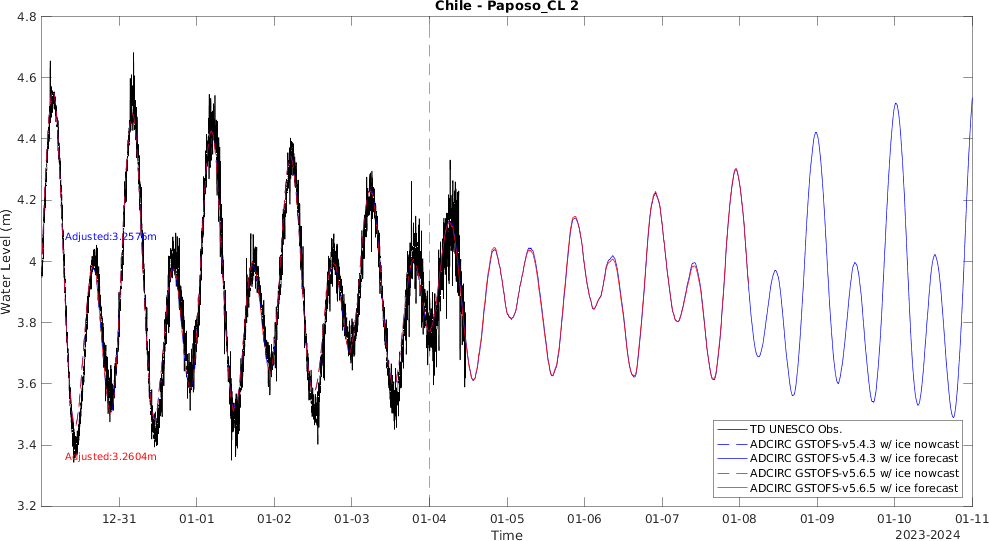 Chile - Paposo_CL 2
4.8
4.6
4.4
4.2
4
3.8
3.6
3.4
3.2
Water Level (m)
Adjusted:3.2576m
Adjusted:3.2604m
TD UNESCO Obs.
ADCIRC GSTOFS-v5.4.3 w/ ice nowcast
ADCIRC GSTOFS-v5.4.3 w/ ice forecast
ADCIRC GSTOFS-v5.6.5 w/ ice nowcast
ADCIRC GSTOFS-v5.6.5 w/ ice forecast
12-31 01-01 01-02 01-03 01-04 01-05 01-06 01-07 01-08 01-09 01-10 01-11
Time
2023-2024